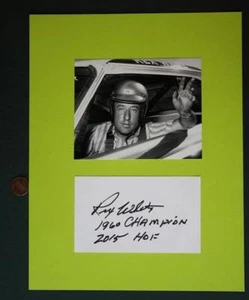 Rex White
1960 CHAMPION
2015 HOF